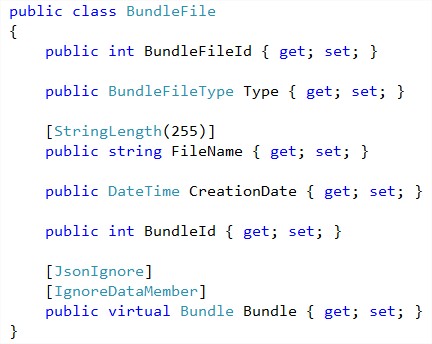 public class BundleFile
{
    public int BundleFileId { get; set; }
    public BundleFileType Type { get; set; }
    [StringLength(255)]
    public string FileName { get; set; }
    public DateTime CreationDate { get; set; }
    public int BundleId { get; set; }
    [JsonIgnore]
    [IgnoreDataMember]
    public virtual Bundle Bundle { get; set; }
}